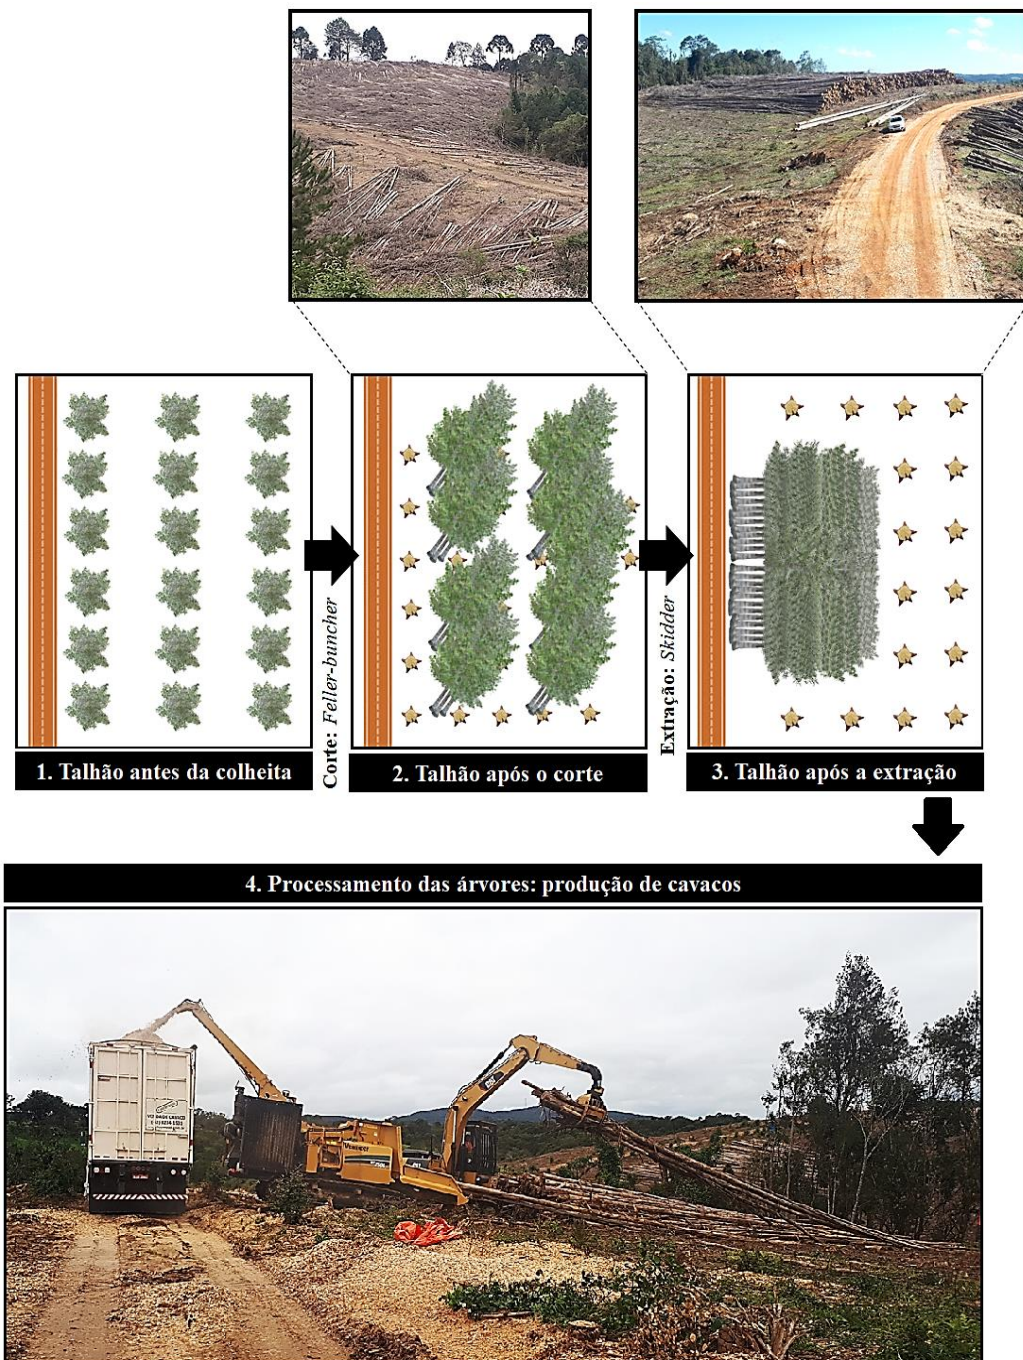 Corte: Feller-buncher
Extração: Skidder
1. Talhão antes da colheita
2. Talhão após o corte
3. Talhão após a extração
4. Processamento das árvores: produção de cavacos